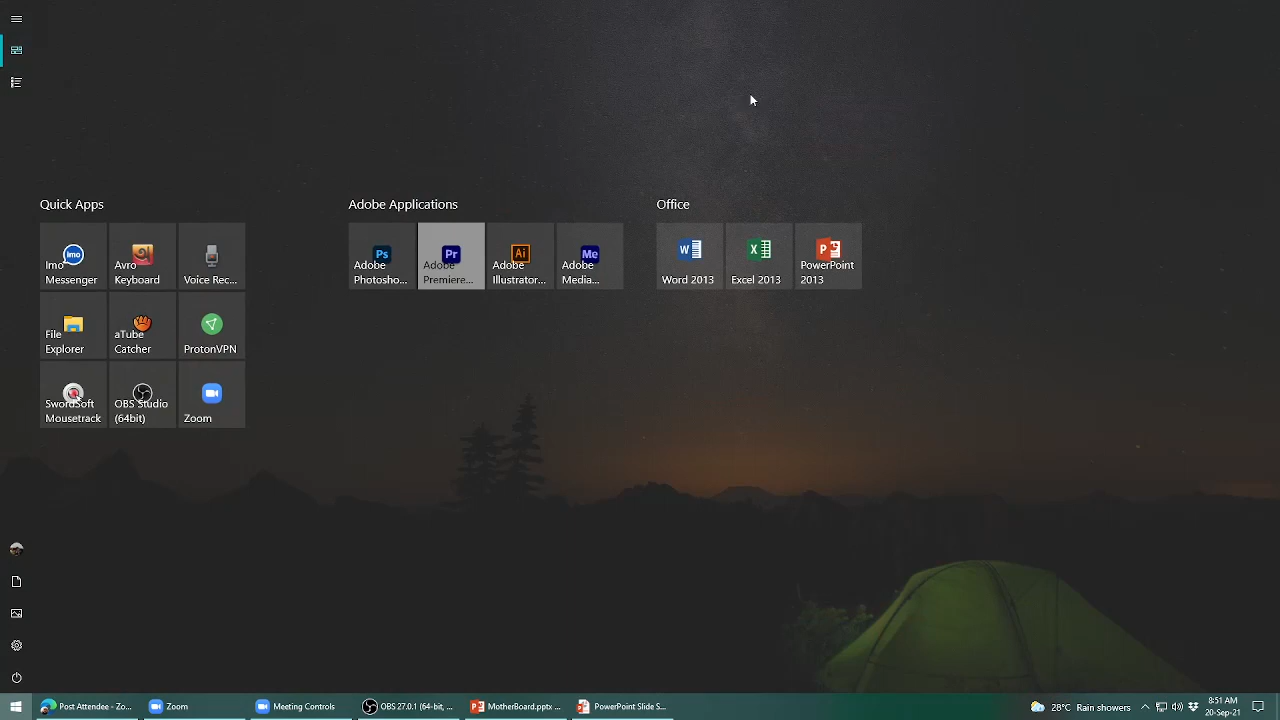 Quick Apps
Adobe Applications
Office
Imo
Messenger
Avro
Keyboard
Voice Rec...
Adobe
Photosho...
Adobe
Premiere...
Adobe
Illustrator...
Adobe
Media...
Word 2013
Excel 2013
PowerPoint
2013
File
Explorer
aTube
Catcher
ProtonVPN
SwordSoft
Mousetrack
OBS Studio
(64bit)
Zoom
Post Attendee - Zo...
Zoom
Meeting Controls
OBS 27.0.1 (64-bit, ...
MotherBoard.pptx ...
PowerPoint Slide S...
28°C Rain showers
8:51 AM
20-Sep-21